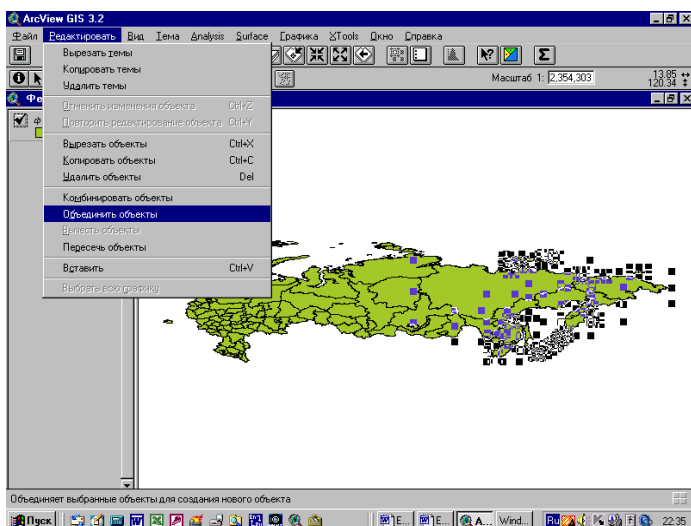 ArcView GIS 3.2
Файл Редактировать Вид Тема Analysis Surface Графика XTools Окно Справка
Вырезать темы
Копировать темы
Удалить темы
Масштаб 1: 2,354,303
13.85
120.34
Отменить изменения объекта Ctrl+Z
Повторить редактирование объекта Ctrl+Y
Вырезать объекты Ctrl+X
Копировать объекты Ctrl+C
Удалить объекты Del
Комбинировать объекты
Объединить объекты
Вычесть объекты
Пересечь объекты
Вставить Ctrl+V
Выбрать всю графику
Объединяет выбранные объекты для создания нового объекта
Пуск E... E... A... Wind... Ru 22:35